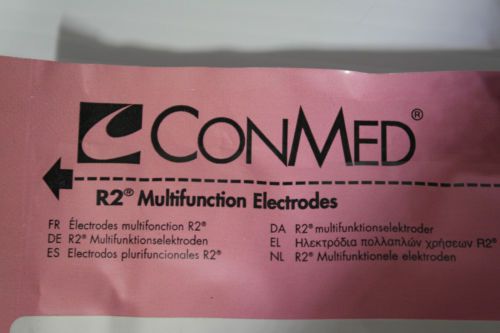 CONMED®
R2® Multifunction Electrodes
FR Électrodes multifonction R2®
DE R2® Multifunktionselektroden
ES Electrodos plurifuncionales R2®
DA R2® multifunktionselektroder
EL Ηλεκτρόδια πολλαπλών χρήσεων R2®
NL R2® Multifunktionele elektroden